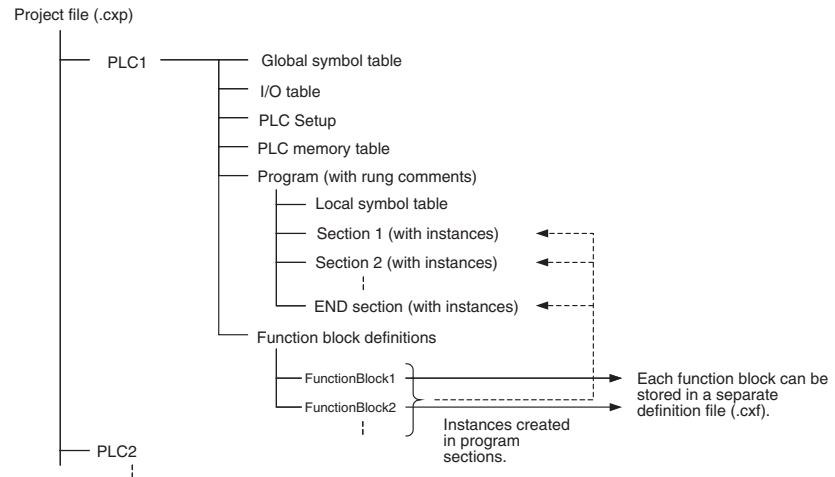 Project file (.cxp)
PLC1
Global symbol table
I/O table
PLC Setup
PLC memory table
Program (with rung comments)
Local symbol table
Section 1 (with instances)
Section 2 (with instances)
END section (with instances)
Function block definitions
FunctionBlock1
FunctionBlock2
Each function block can be
stored in a separate
definition file (.cxf).
Instances created
in program
sections.
PLC2